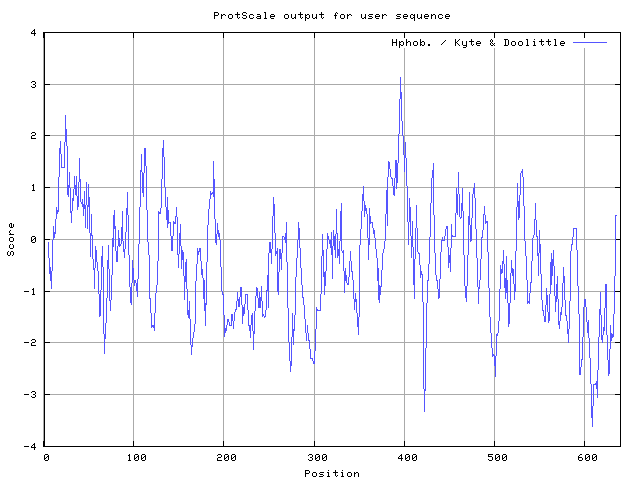 ProtScale output for user sequence
Hphob. / Kyte & Doolittle
4
3
2
1
0
-1
-2
-3
-4
Score
0 100 200 300 400 500 600
Position